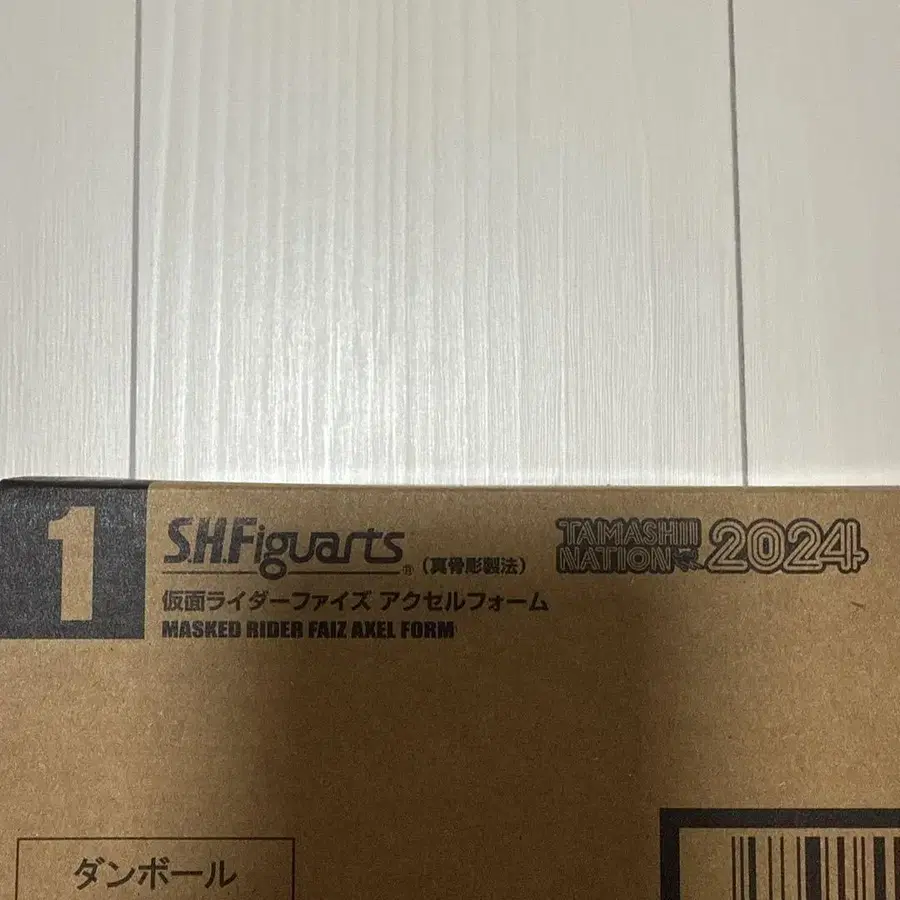 1
S.H.Figuarts® (真骨彫製法)
仮面ライダーファイズ アクセルフォーム
MASKED RIDER FAIZ AXEL FORM
TAMASHII
NATION 2024
ダンボール